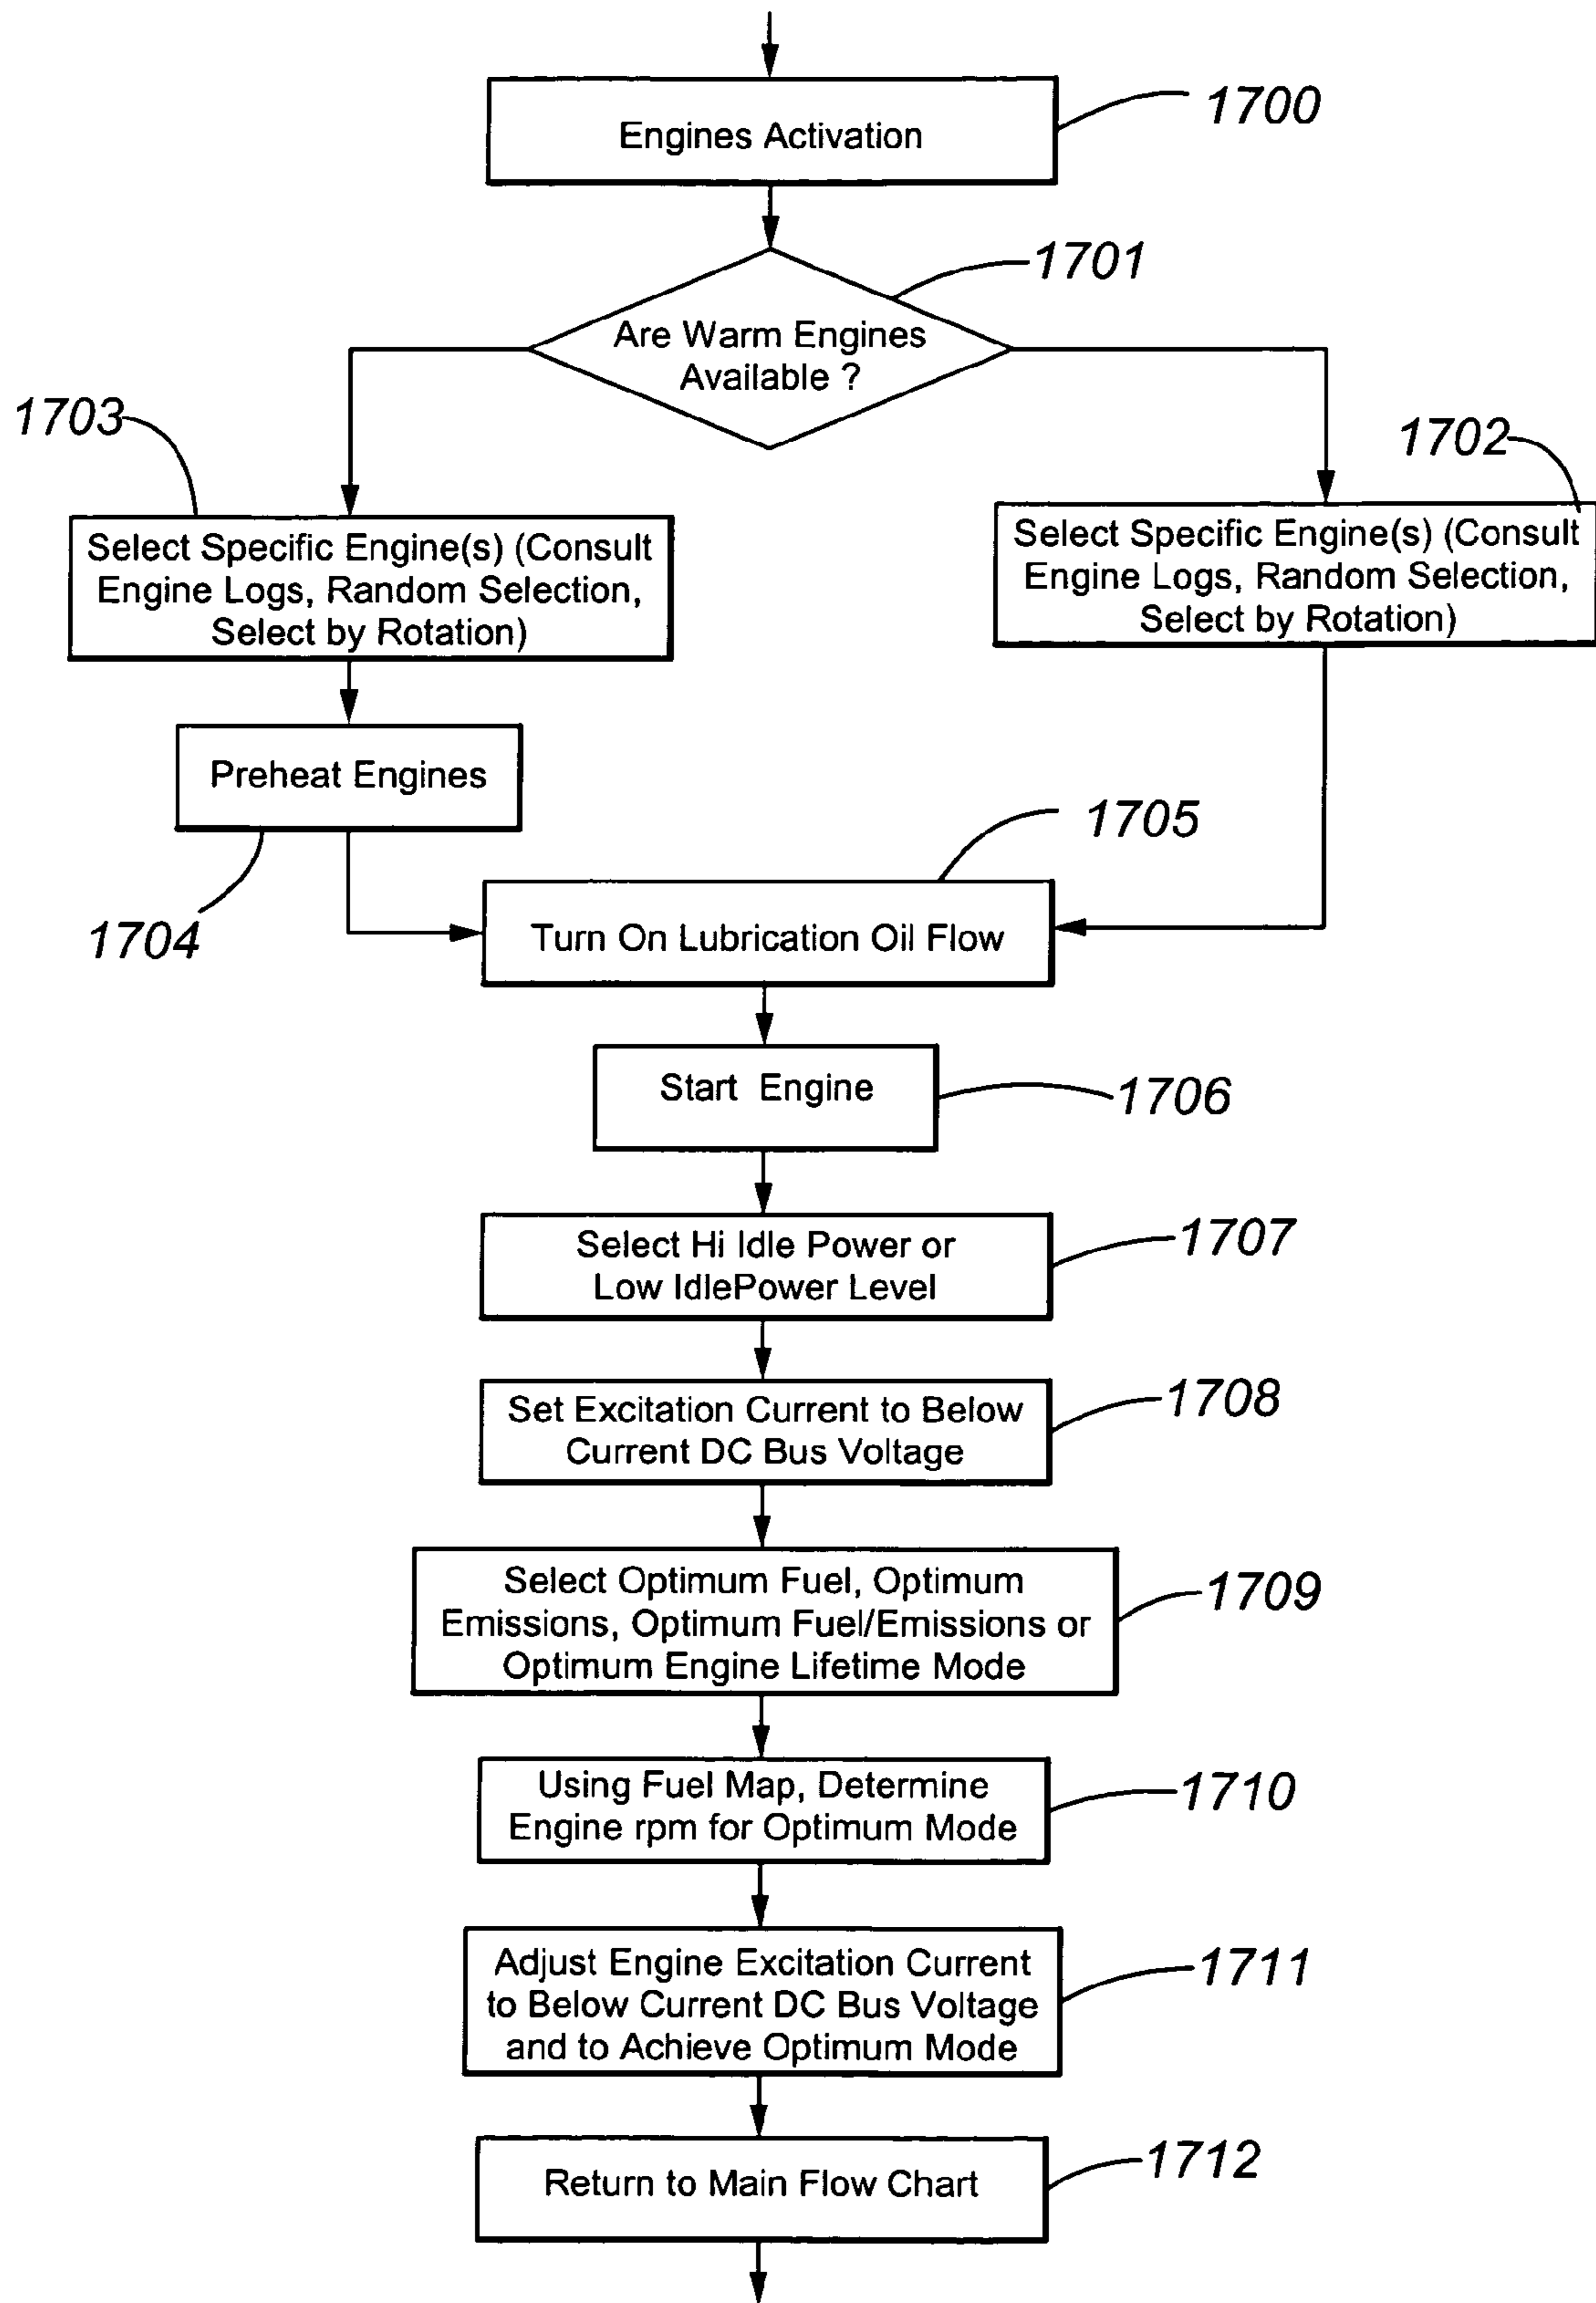 Engines Activation
1700
1701
Are Warm Engines
Available ?
1703
1702
Select Specific Engine(s) (Consult
Engine Logs, Random Selection,
Select by Rotation)
Select Specific Engine(s) (Consult
Engine Logs, Random Selection,
Select by Rotation)
Preheat Engines
1704
1705
Turn On Lubrication Oil Flow
Start Engine
1706
Select Hi Idle Power or
Low IdlePower Level
1707
Set Excitation Current to Below
Current DC Bus Voltage
1708
Select Optimum Fuel, Optimum
Emissions, Optimum Fuel/Emissions or
Optimum Engine Lifetime Mode
1709
Using Fuel Map, Determine
Engine rpm for Optimum Mode
1710
Adjust Engine Excitation Current
to Below Current DC Bus Voltage
and to Achieve Optimum Mode
1711
Return to Main Flow Chart
1712